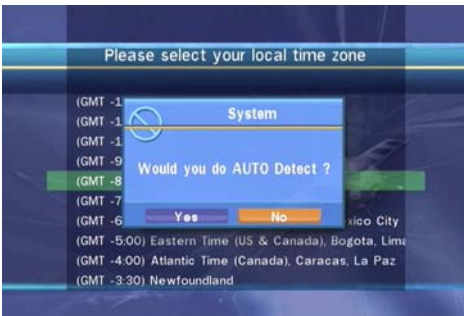 Please select your local time zone
(GMT -1
(GMT -1
(GMT -1
(GMT -9
(GMT -8
(GMT -7
(GMT -6
xico City
(GMT -5:00) Eastern Time (US & Canada), Bogota, Lima
(GMT -4:00) Atlantic Time (Canada), Caracas, La Paz
(GMT -3:30) Newfoundland
System
Would you do AUTO Detect ?
Yes No